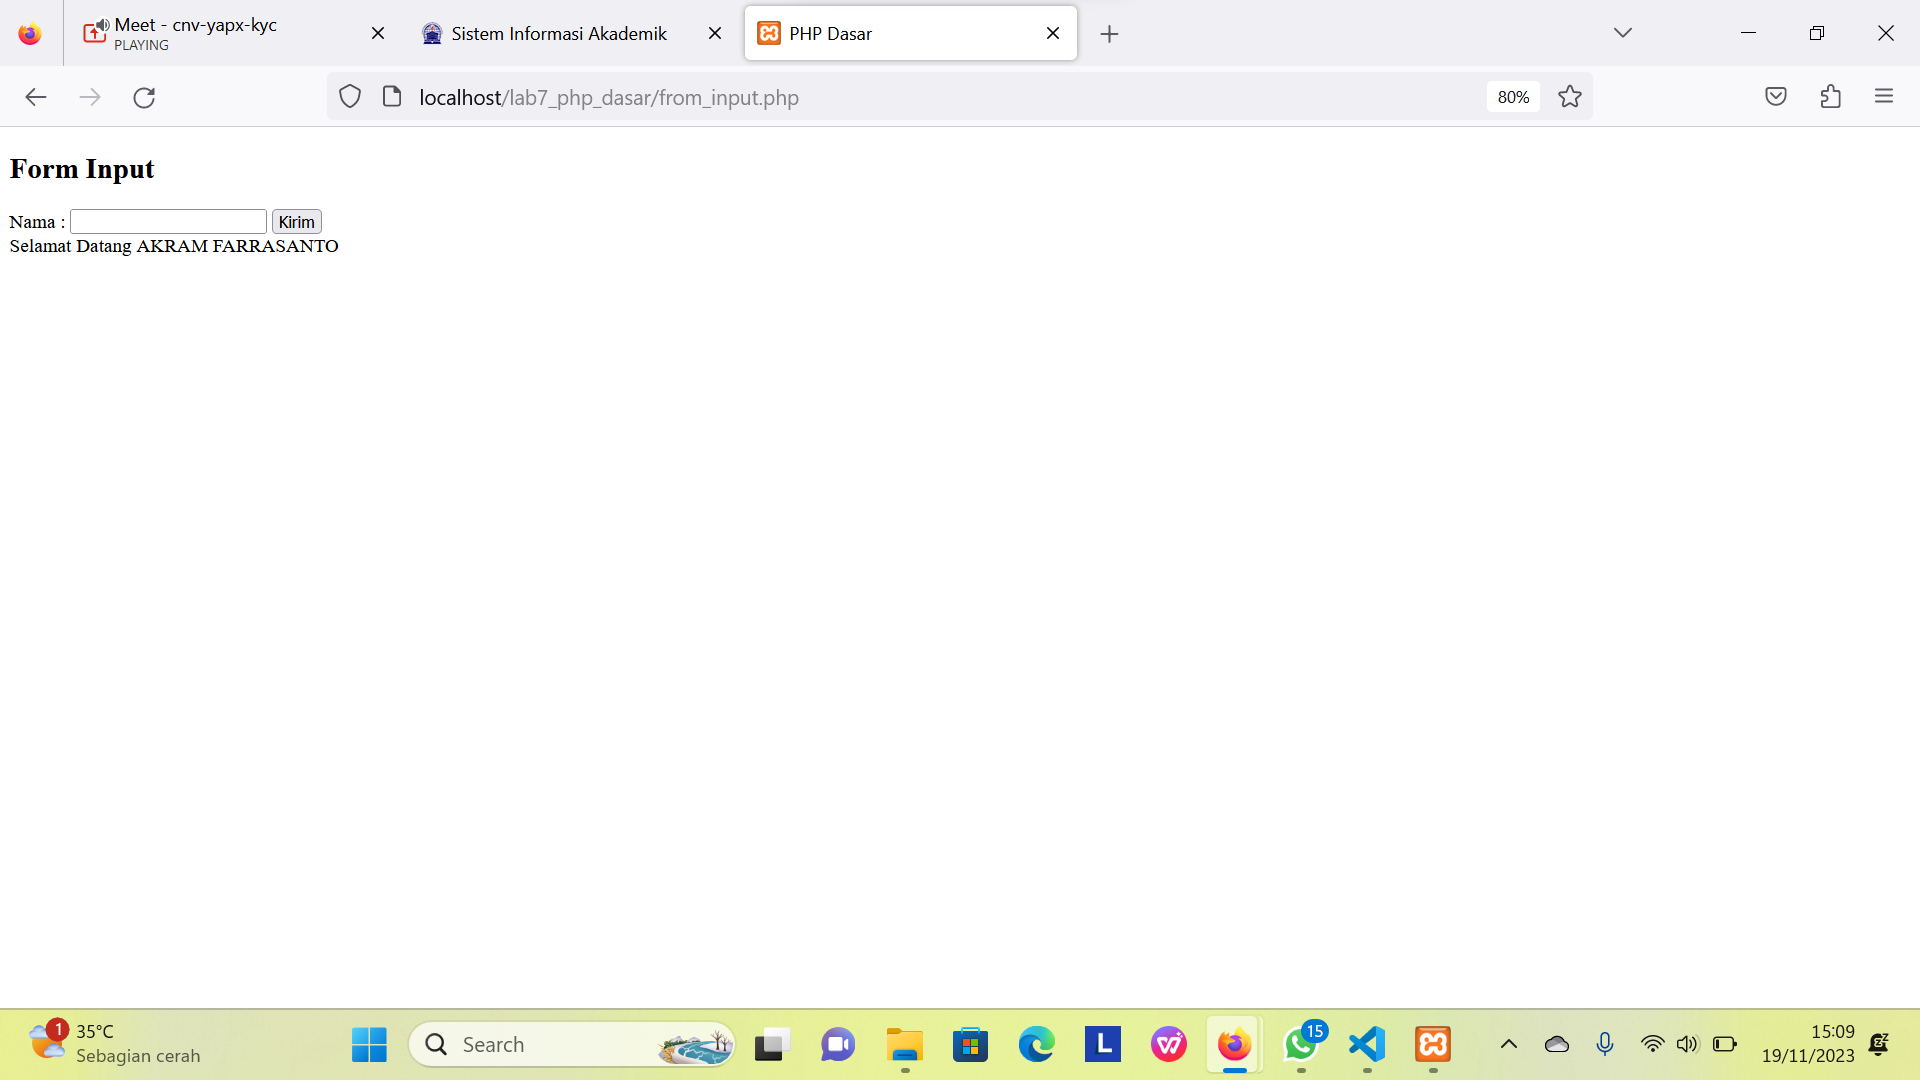 Meet - cnv-yapx-kyc
PLAYING
Sistem Informasi Akademik
PHP Dasar
localhost/lab7_php_dasar/from_input.php
80%
Form Input
Nama :
Kirim
Selamat Datang AKRAM FARRASANTO
1
35°C
Sebagian cerah
Search
L
15
15:09
19/11/2023